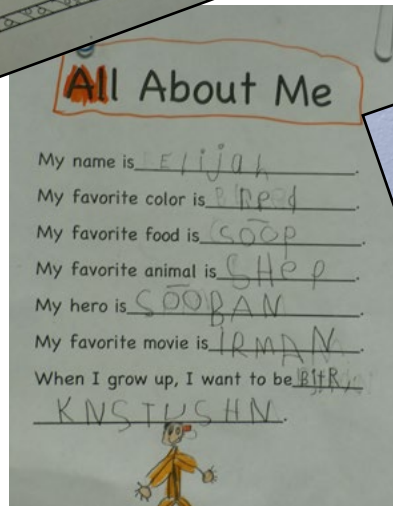 All About Me
My name is Elijah.
My favorite color is Red.
My favorite food is SOOP.
My favorite animal is SHep.
My hero is SOOBAN.
My favorite movie is iRMAN.
When I grow up, I want to be BitR
KNSTUSHN.